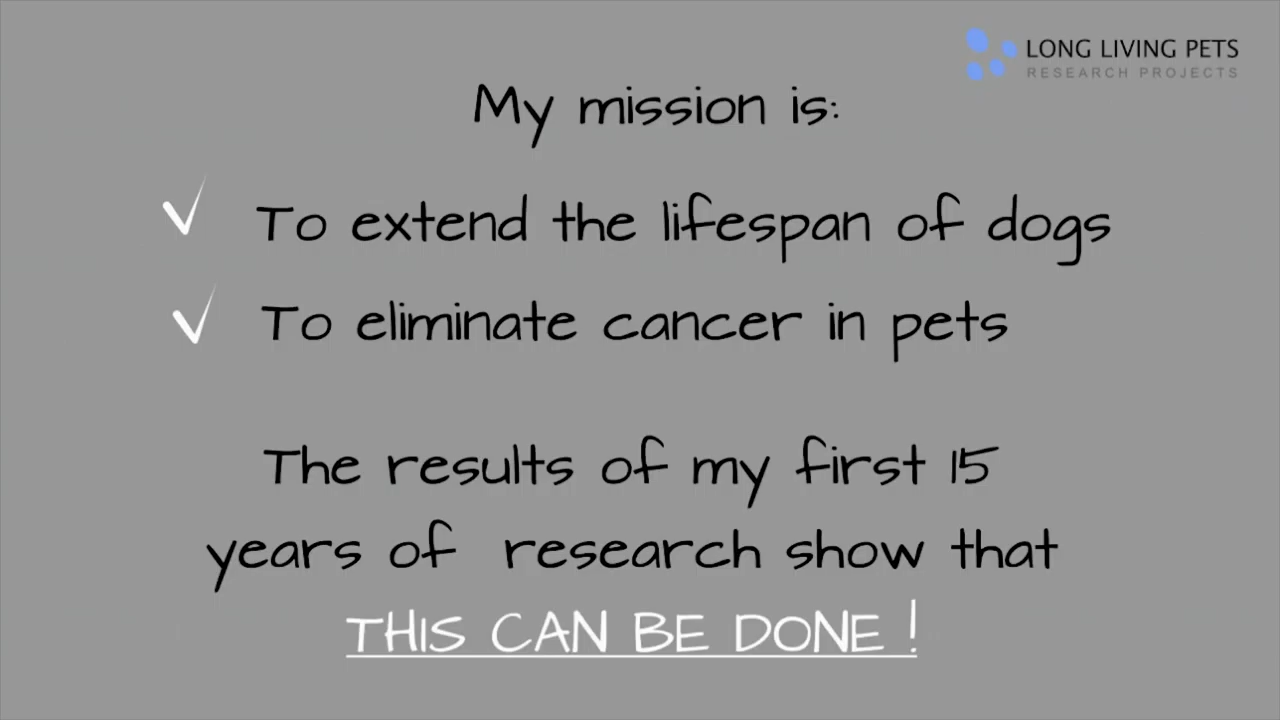 LONG LIVING PETS
RESEARCH PROJECTS
My mission is:
To extend the lifespan of dogs
To eliminate cancer in pets
The results of my first 15
years of research show that
THIS CAN BE DONE !